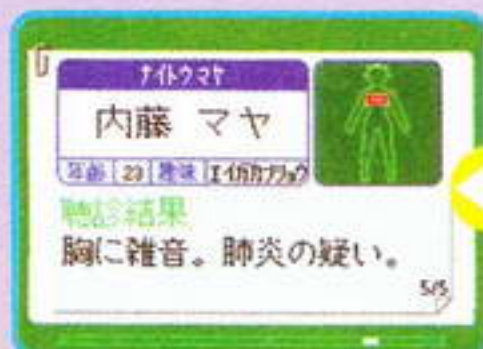 ナイトウマヤ
内藤 マヤ
年齢 23 趣味 エイガカンショウ
聴診結果
胸に雑音。肺炎の疑い。
5/5